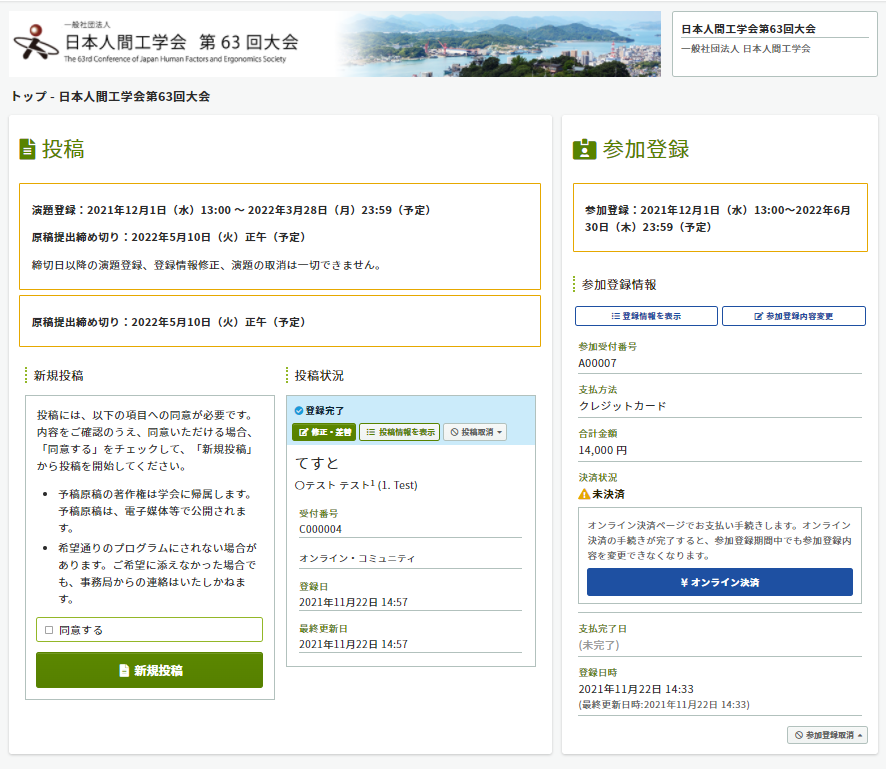 一般社団法人
日本人間工学会 第 63 回大会
The 63rd Conference of Japan Human Factors and Ergonomics Society
日本人間工学会第63回大会
一般社団法人 日本人間工学会
トップ - 日本人間工学会第63回大会
投稿
演題登録：2021年12月1日（水）13:00 ～ 2022年3月28日（月）23:59（予定）
原稿提出締め切り：2022年5月10日（火）正午（予定）
締切日以降の演題登録、登録情報修正、演題の取消は一切できません。
原稿提出締め切り：2022年5月10日（火）正午（予定）
新規投稿
投稿には、以下の項目への同意が必要です。
内容をご確認のうえ、同意いただける場合、
「同意する」をチェックして、「新規投稿」
から投稿を開始してください。
• 予稿原稿の著作権は学会に帰属します。
予稿原稿は、電子媒体等で公開されま
す。
• 希望通りのプログラムにされない場合が
あります。ご希望に添えなかった場合で
も、事務局からの連絡はいたしかねま
す。
同意する
新規投稿
投稿状況
登録完了
修正・差替 投稿情報を表示 投稿取消
てすと
〇テスト テスト¹ (1. Test)
受付番号
C000004
オンライン・コミュニティ
登録日
2021年11月22日 14:57
最終更新日
2021年11月22日 14:57
参加登録
参加登録：2021年12月1日（水）13:00～2022年6月
30日（木）23:59（予定）
参加登録情報
登録情報を表示 参加登録内容変更
参加受付番号
A00007
支払方法
クレジットカード
合計金額
14,000 円
決済状況
未決済
オンライン決済ページでお支払い手続きします。オンライン
決済の手続きが完了すると、参加登録期間中でも参加登録内
容を変更できなくなります。
¥ オンライン決済
支払完了日
(未完了)
登録日時
2021年11月22日 14:33
(最終更新日時:2021年11月22日 14:33)
参加登録取消